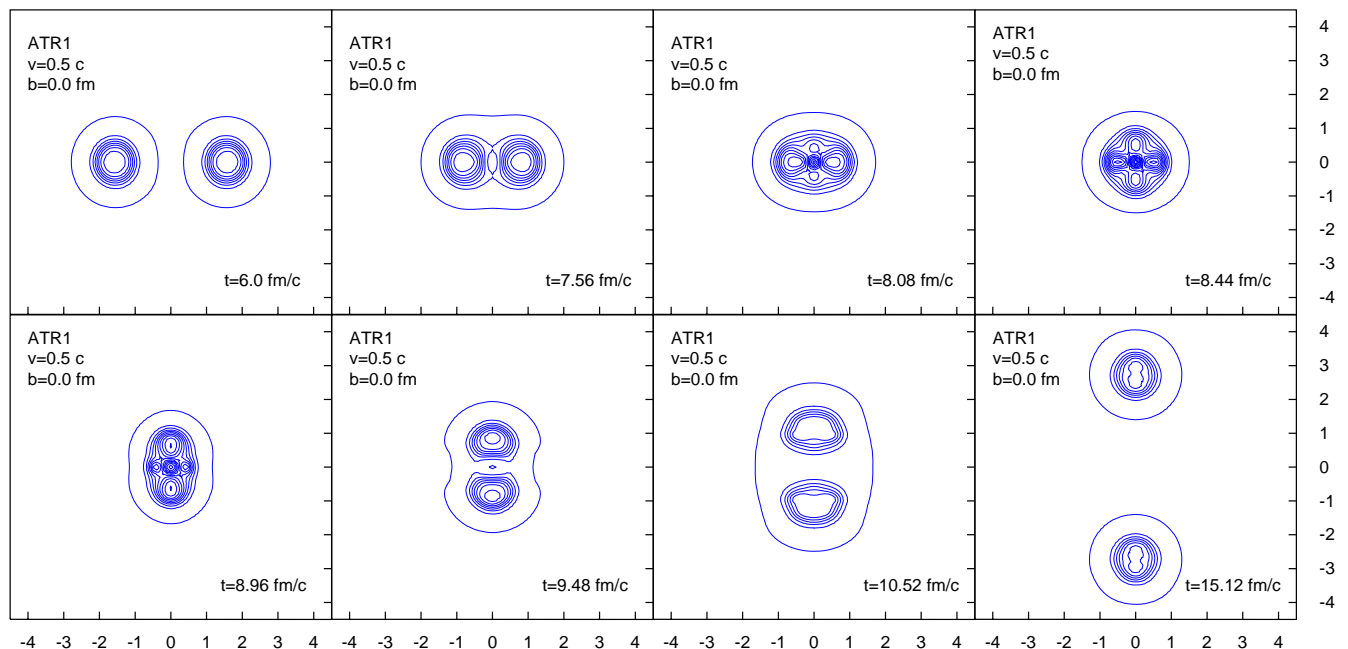 ATR1
v=0.5 c
b=0.0 fm
t=6.0 fm/c
ATR1
v=0.5 c
b=0.0 fm
t=7.56 fm/c
ATR1
v=0.5 c
b=0.0 fm
t=8.08 fm/c
ATR1
v=0.5 c
b=0.0 fm
t=8.44 fm/c
4
3
2
1
0
-1
-2
-3
-4
ATR1
v=0.5 c
b=0.0 fm
t=8.96 fm/c
ATR1
v=0.5 c
b=0.0 fm
t=9.48 fm/c
ATR1
v=0.5 c
b=0.0 fm
t=10.52 fm/c
ATR1
v=0.5 c
b=0.0 fm
t=15.12 fm/c
4
3
2
1
0
-1
-2
-3
-4
-4 -3 -2 -1 0 1 2 3 4 -4 -3 -2 -1 0 1 2 3 4 -4 -3 -2 -1 0 1 2 3 4 -4 -3 -2 -1 0 1 2 3 4